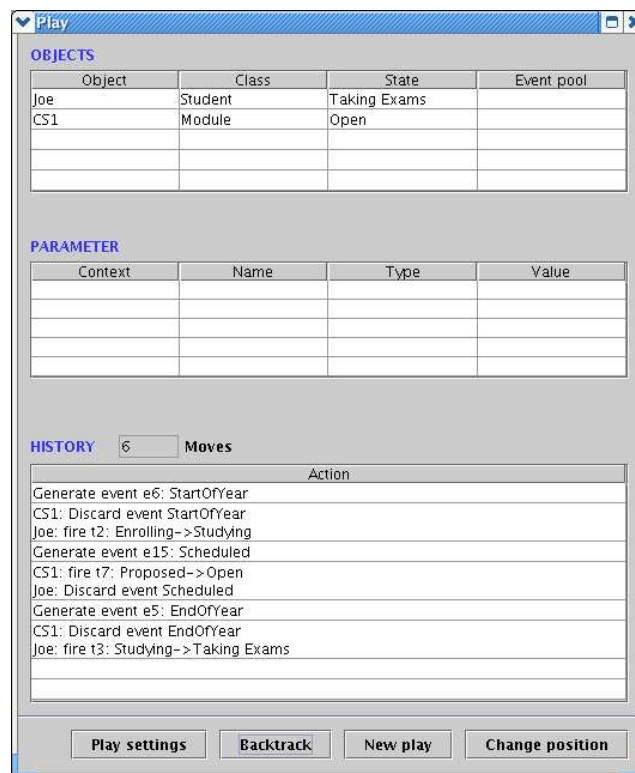 Play
OBJECTS
Object Class State Event pool
Joe Student Taking Exams
CS1 Module Open
PARAMETER
Context Name Type Value
HISTORY 6 Moves
Action
Generate event e6: StartOfYear
CS1: Discard event StartOfYear
Joe: fire t2: Enrolling->Studying
Generate event e15: Scheduled
CS1: fire t7: Proposed->Open
Joe: Discard event Scheduled
Generate event e5: EndOfYear
CS1: Discard event EndOfYear
Joe: fire t3: Studying->Taking Exams
Play settings Backtrack New play Change position